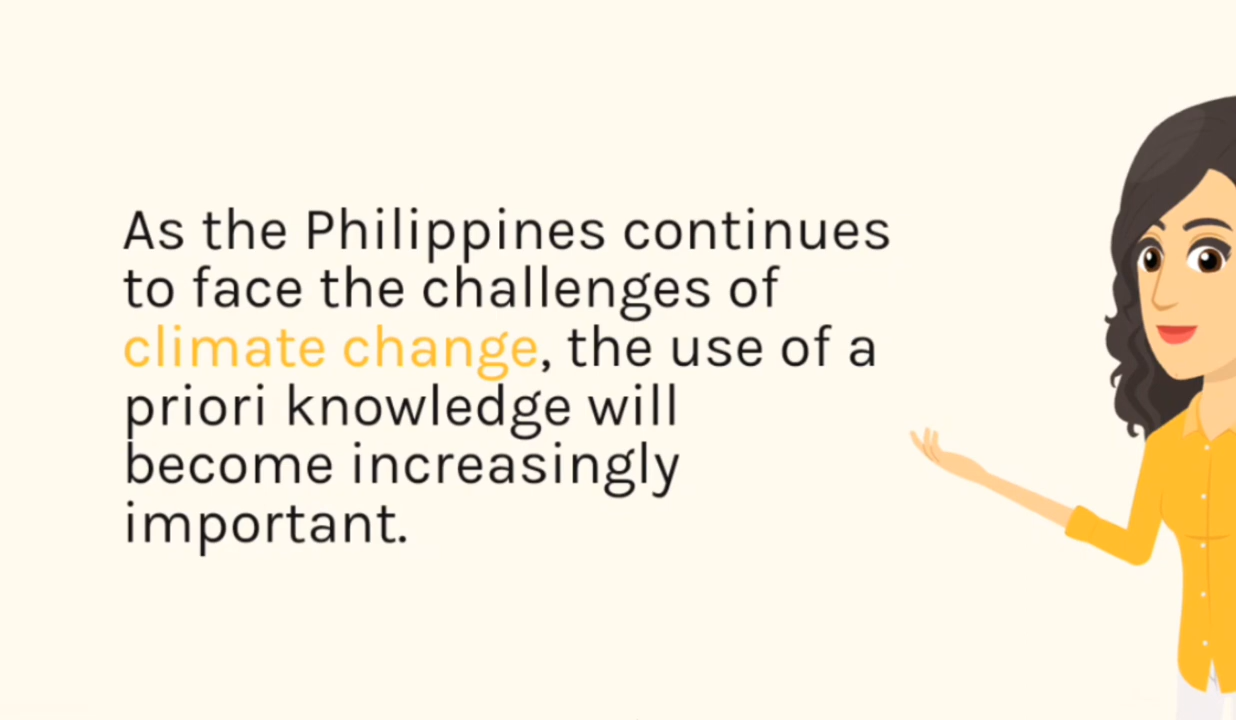 As the Philippines continues
to face the challenges of
climate change, the use of a
priori knowledge will
become increasingly
important.